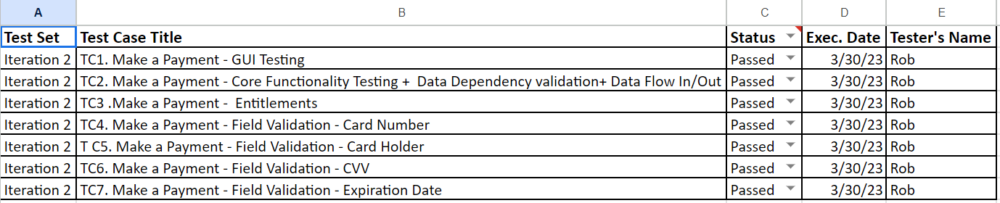 A B C D E
Test Set Test Case Title Status Exec. Date Tester's Name
Iteration 2 TC1. Make a Payment - GUI Testing Passed 3/30/23 Rob
Iteration 2 TC2. Make a Payment - Core Functionality Testing +  Data Dependency validation+ Data Flow In/Out Passed 3/30/23 Rob
Iteration 2 TC3 .Make a Payment -  Entitlements Passed 3/30/23 Rob
Iteration 2 TC4. Make a Payment - Field Validation - Card Number Passed 3/30/23 Rob
Iteration 2 T C5. Make a Payment - Field Validation - Card Holder Passed 3/30/23 Rob
Iteration 2 TC6. Make a Payment - Field Validation - CVV Passed 3/30/23 Rob
Iteration 2 TC7. Make a Payment - Field Validation - Expiration Date Passed 3/30/23 Rob